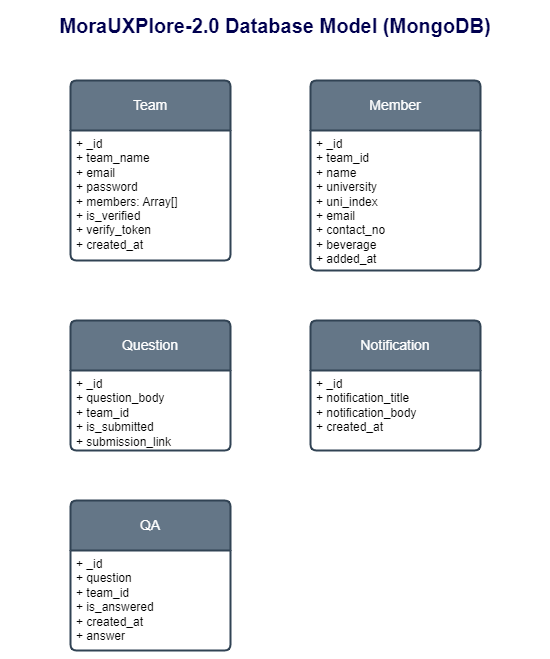 MoraUXPlore-2.0 Database Model (MongoDB)
Team
+ _id
+ team_name
+ email
+ password
+ members: Array[]
+ is_verified
+ verify_token
+ created_at
Member
+ _id
+ team_id
+ name
+ university
+ uni_index
+ email
+ contact_no
+ beverage
+ added_at
Question
+ _id
+ question_body
+ team_id
+ is_submitted
+ submission_link
Notification
+ _id
+ notification_title
+ notification_body
+ created_at
QA
+ _id
+ question
+ team_id
+ is_answered
+ created_at
+ answer